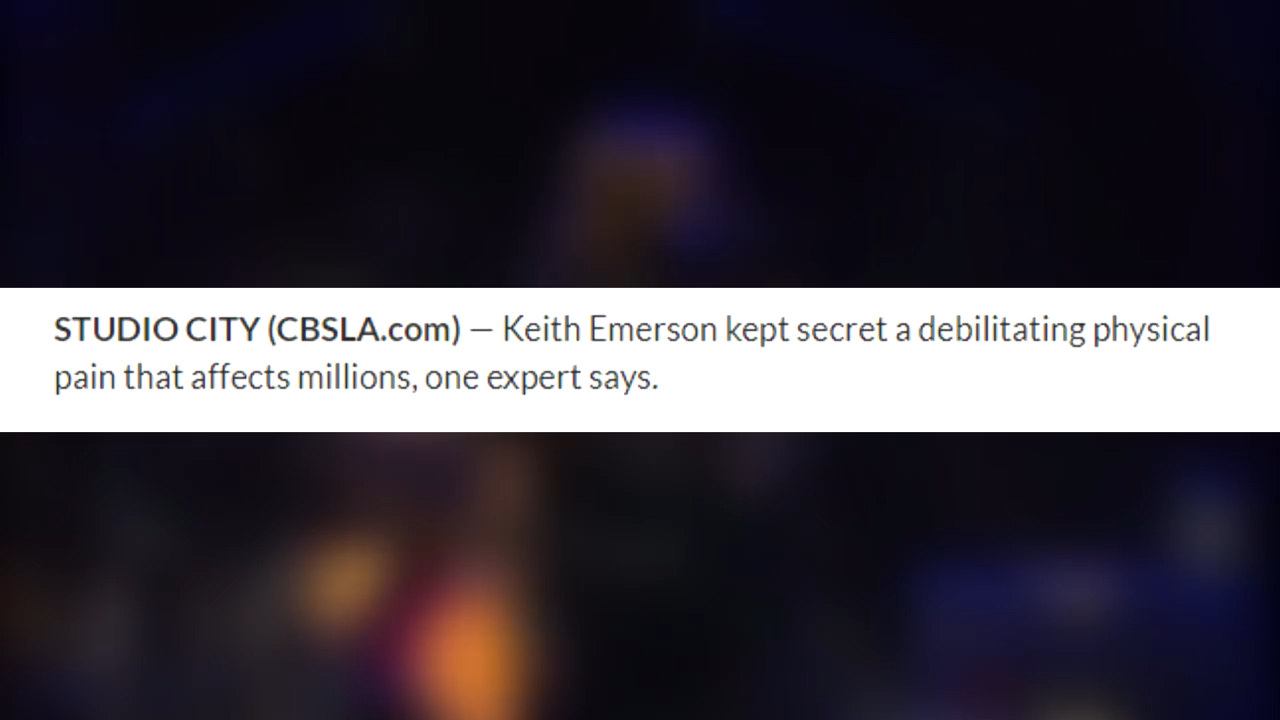 STUDIO CITY (CBSLA.com) — Keith Emerson kept secret a debilitating physical
pain that affects millions, one expert says.